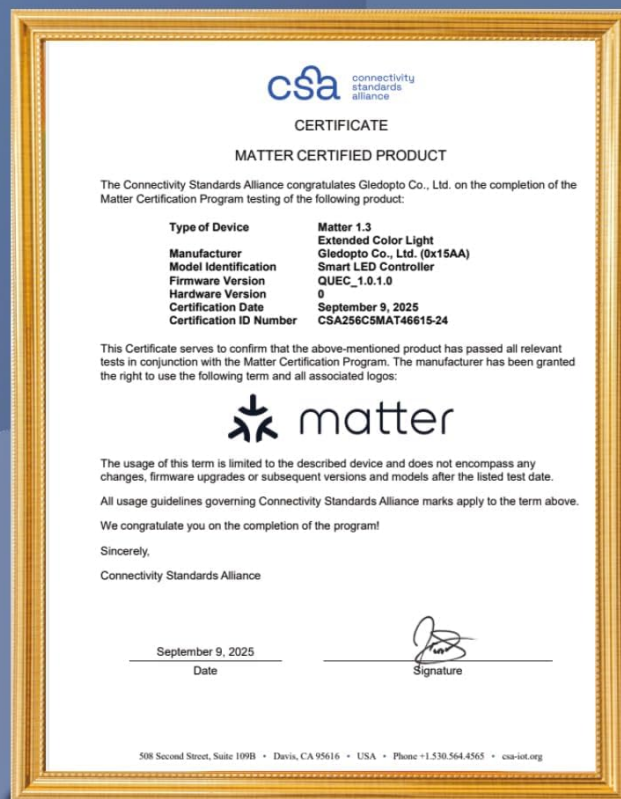 csa connectivity
standards
alliance
CERTIFICATE
MATTER CERTIFIED PRODUCT
The Connectivity Standards Alliance congratulates Gledopto Co., Ltd. on the completion of the
Matter Certification Program testing of the following product:
Type of Device Matter 1.3
Extended Color Light
Manufacturer Gledopto Co., Ltd. (0x15AA)
Model Identification Smart LED Controller
Firmware Version QUEC_1.0.1.0
Hardware Version 0
Certification Date September 9, 2025
Certification ID Number CSA256C5MAT46615-24
This Certificate serves to confirm that the above-mentioned product has passed all relevant
tests in conjunction with the Matter Certification Program. The manufacturer has been granted
the right to use the following term and all associated logos:
matter
The usage of this term is limited to the described device and does not encompass any
changes, firmware upgrades or subsequent versions and models after the listed test date.
All usage guidelines governing Connectivity Standards Alliance marks apply to the term above.
We congratulate you on the completion of the program!
Sincerely,
Connectivity Standards Alliance
September 9, 2025
Date Signature
508 Second Street, Suite 109B • Davis, CA 95616 • USA • Phone +1.530.564.4565 • csa-iot.org